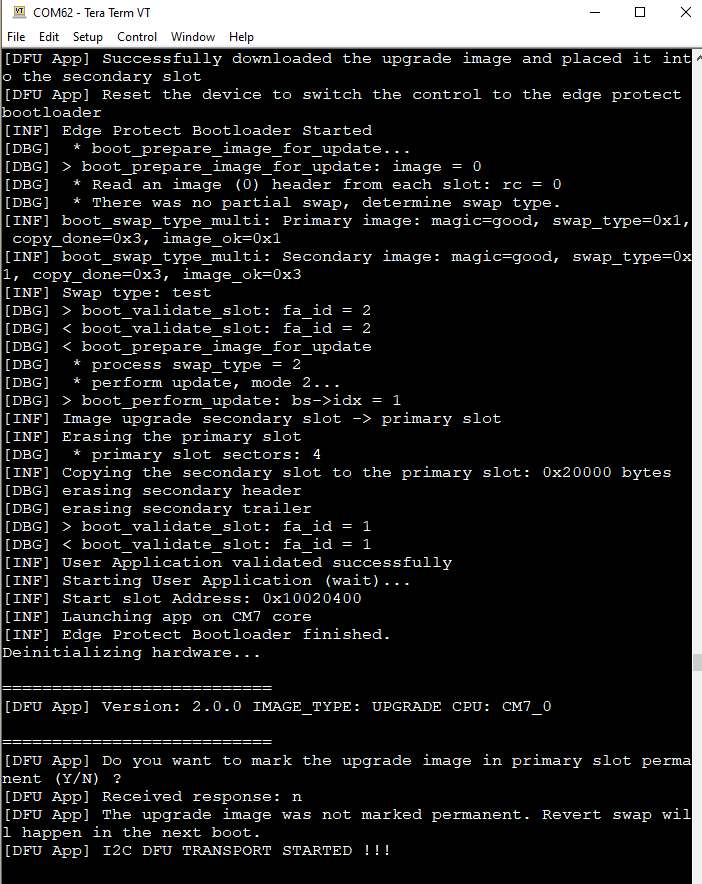 COM62 - Tera Term VT
File Edit Setup Control Window Help
[DFU App] Successfully downloaded the upgrade image and placed it int
o the secondary slot
[DFU App] Reset the device to switch the control to the edge protect
bootloader
[INF] Edge Protect Bootloader Started
[DBG]  * boot_prepare_image_for_update...
[DBG] > boot_prepare_image_for_update: image = 0
[DBG]  * Read an image (0) header from each slot: rc = 0
[DBG]  * There was no partial swap, determine swap type.
[INF] boot_swap_type_multi: Primary image: magic=good, swap_type=0x1,
 copy_done=0x3, image_ok=0x1
[INF] boot_swap_type_multi: Secondary image: magic=good, swap_type=0x
1, copy_done=0x3, image_ok=0x3
[INF] Swap type: test
[DBG] > boot_validate_slot: fa_id = 2
[DBG] < boot_validate_slot: fa_id = 2
[DBG] < boot_prepare_image_for_update
[DBG]  * process swap_type = 2
[DBG]  * perform update, mode 2...
[DBG] > boot_perform_update: bs->idx = 1
[INF] Image upgrade secondary slot -> primary slot
[INF] Erasing the primary slot
[DBG]  * primary slot sectors: 4
[INF] Copying the secondary slot to the primary slot: 0x20000 bytes
[DBG] erasing secondary header
[DBG] erasing secondary trailer
[DBG] > boot_validate_slot: fa_id = 1
[DBG] < boot_validate_slot: fa_id = 1
[INF] User Application validated successfully
[INF] Starting User Application (wait)...
[INF] Start slot Address: 0x10020400
[INF] Launching app on CM7 core
[INF] Edge Protect Bootloader finished.
Deinitializing hardware...
===========================
[DFU App] Version: 2.0.0 IMAGE_TYPE: UPGRADE CPU: CM7_0
===========================
[DFU App] Do you want to mark the upgrade image in primary slot perma
nent (Y/N) ?
[DFU App] Received response: n
[DFU App] The upgrade image was not marked permanent. Revert swap wil
l happen in the next boot.
[DFU App] I2C DFU TRANSPORT STARTED !!!